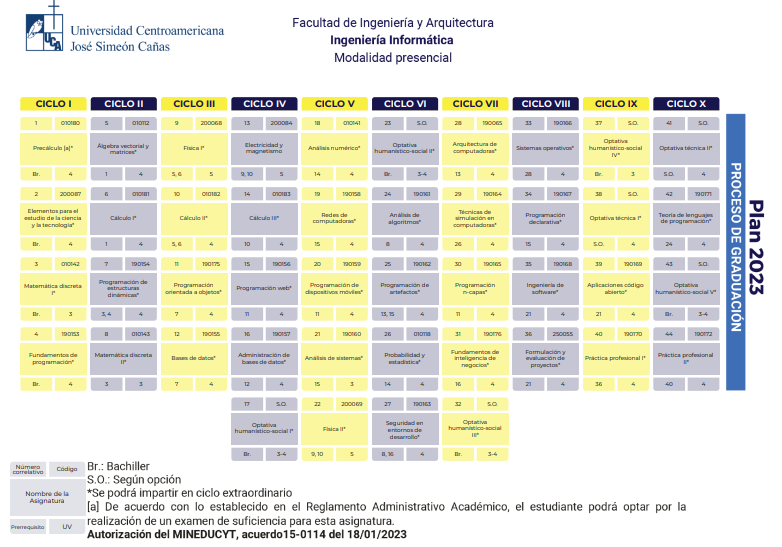 Universidad Centroamericana
José Simeón Cañas
UCA
Facultad de Ingeniería y Arquitectura
Ingeniería Informática
Modalidad presencial
CICLO I CICLO II CICLO III CICLO IV CICLO V CICLO VI CICLO VII CICLO VIII CICLO IX CICLO X
1 010180 5 010112 9 200068 13 200084 18 010141 23 S.O. 28 190065 33 190166 37 S.O. 41 S.O.
Precálculo [a]* Álgebra vectorial y matrices* Física I* Electricidad y magnetismo Análisis numérico* Optativa humanístico-social II* Arquitectura de computadoras* Sistemas operativos* Optativa humanístico-social IV* Optativa técnica II*
Br. 4 1 4 5, 6 5 9, 10 5 14 4 Br. 3-4 13 4 28 4 Br. 3 S.O. 4
2 200087 6 010181 10 010182 14 010183 19 190158 24 190161 29 190164 34 190167 38 S.O. 42 190171
Elementos para el estudio de la ciencia y la tecnología* Cálculo I* Cálculo II* Cálculo III* Redes de computadoras* Análisis de algoritmos* Técnicas de simulación en computadoras* Programación declarativa* Optativa técnica I* Teoría de lenguajes de programación*
Br. 4 1 4 5, 6 4 10 4 15 4 8 4 26 4 15 4 S.O. 4 24 4
3 010142 7 190154 11 190175 15 190156 20 190159 25 190162 30 190165 35 190168 39 190169 43 S.O.
Matemática discreta I* Programación de estructuras dinámicas* Programación orientada a objetos* Programación web* Programación de dispositivos móviles* Programación de artefactos* Programación n-capas* Ingeniería de software* Aplicaciones código abierto* Optativa humanístico-social V*
Br. 3 3, 4 4 7 4 11 4 11 4 13, 15 4 11 4 21 4 21 4 Br. 3-4
4 190153 8 010143 12 190155 16 190157 21 190160 26 010118 31 190176 36 250055 40 190170 44 190172
Fundamentos de programación* Matemática discreta II* Bases de datos* Administración de bases de datos* Análisis de sistemas* Probabilidad y estadística* Fundamentos de inteligencia de negocios* Formulación y evaluación de proyectos* Práctica profesional I* Práctica profesional II*
Br. 4 3 3 7 4 12 4 15 3 14 4 16 4 21 4 36 4 40 4
17 S.O. 22 200069 27 190163 32 S.O.
Optativa humanístico-social I* Física II* Seguridad en entornos de desarrollo* Optativa humanístico-social III*
Br. 3-4 9, 10 5 8, 16 4 Br. 3-4
PROCESO DE GRADUACIÓN
Plan 2023
Número correlativo Código
Nombre de la Asignatura
Prerrequisito UV
Br.: Bachiller
S.O.: Según opción
*Se podrá impartir en ciclo extraordinario
[a] De acuerdo con lo establecido en el Reglamento Administrativo Académico, el estudiante podrá optar por la
realización de un examen de suficiencia para esta asignatura.
Autorización del MINEDUCYT, acuerdo15-0114 del 18/01/2023